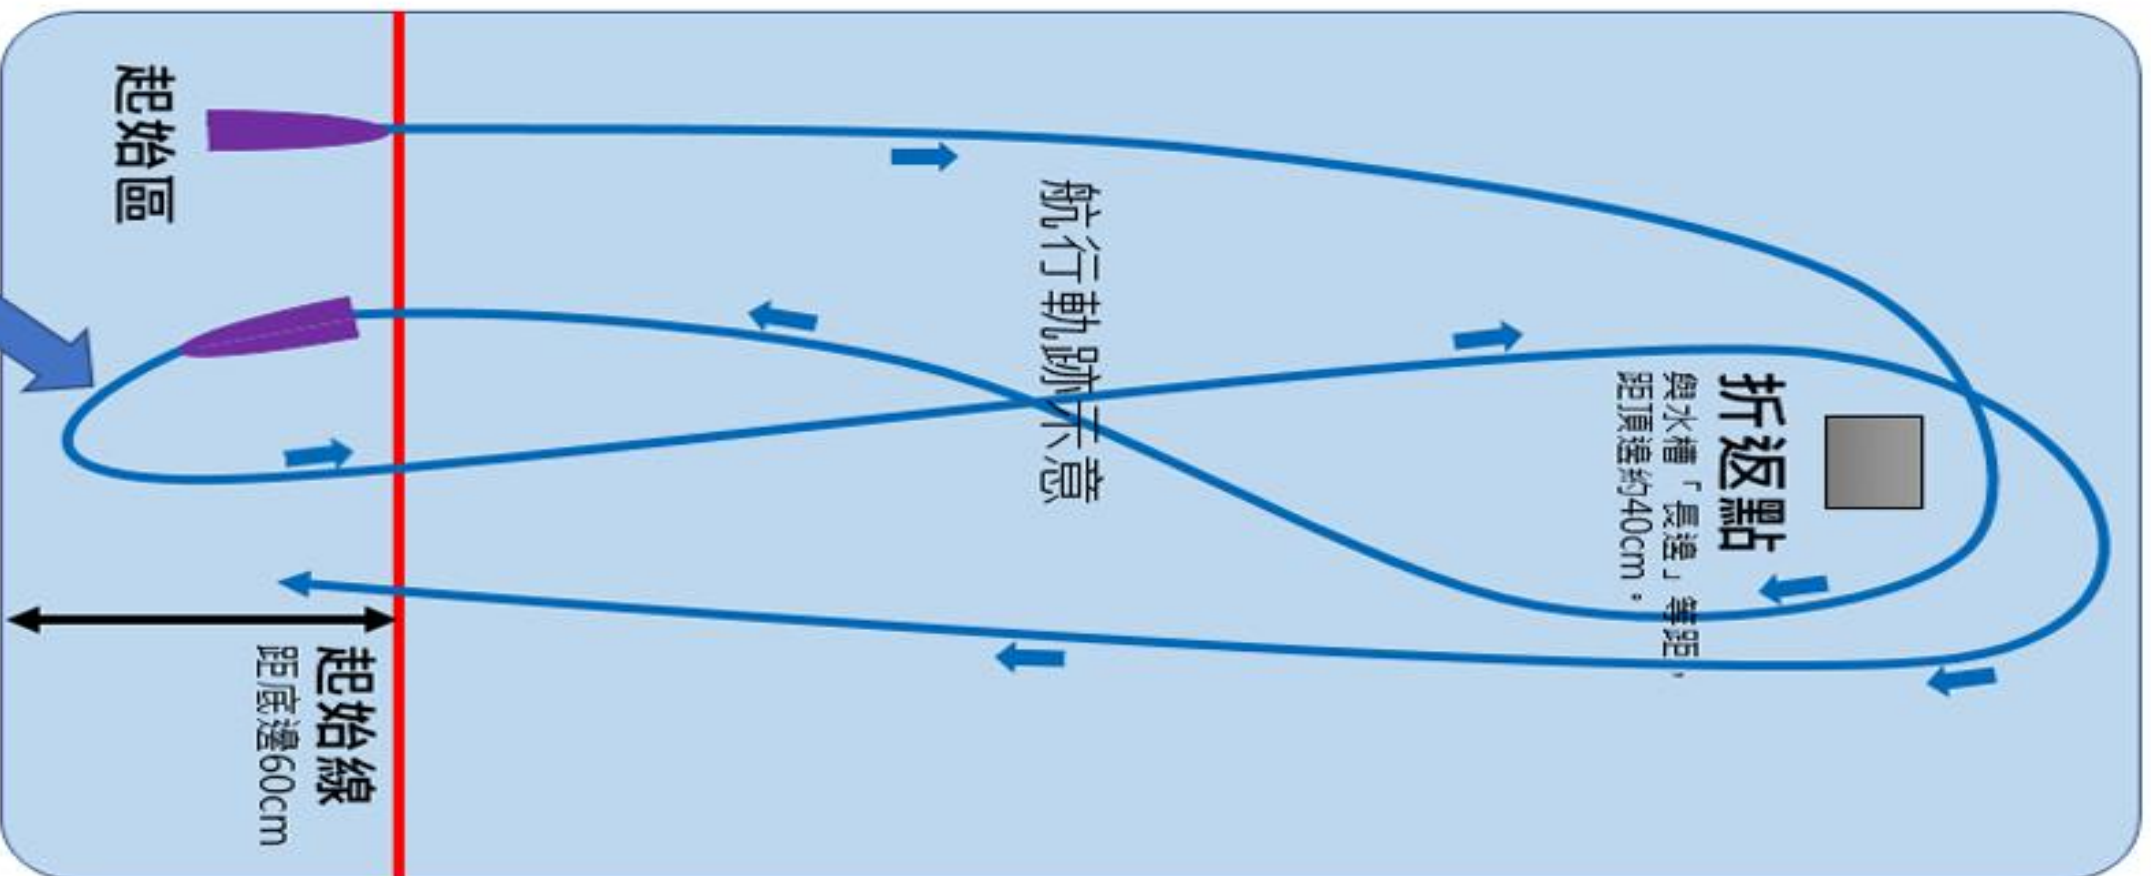 起始區
航行軌跡示意
折返點
與水槽「長邊」等距，
距頂邊約40cm。
起始線
距底邊60cm